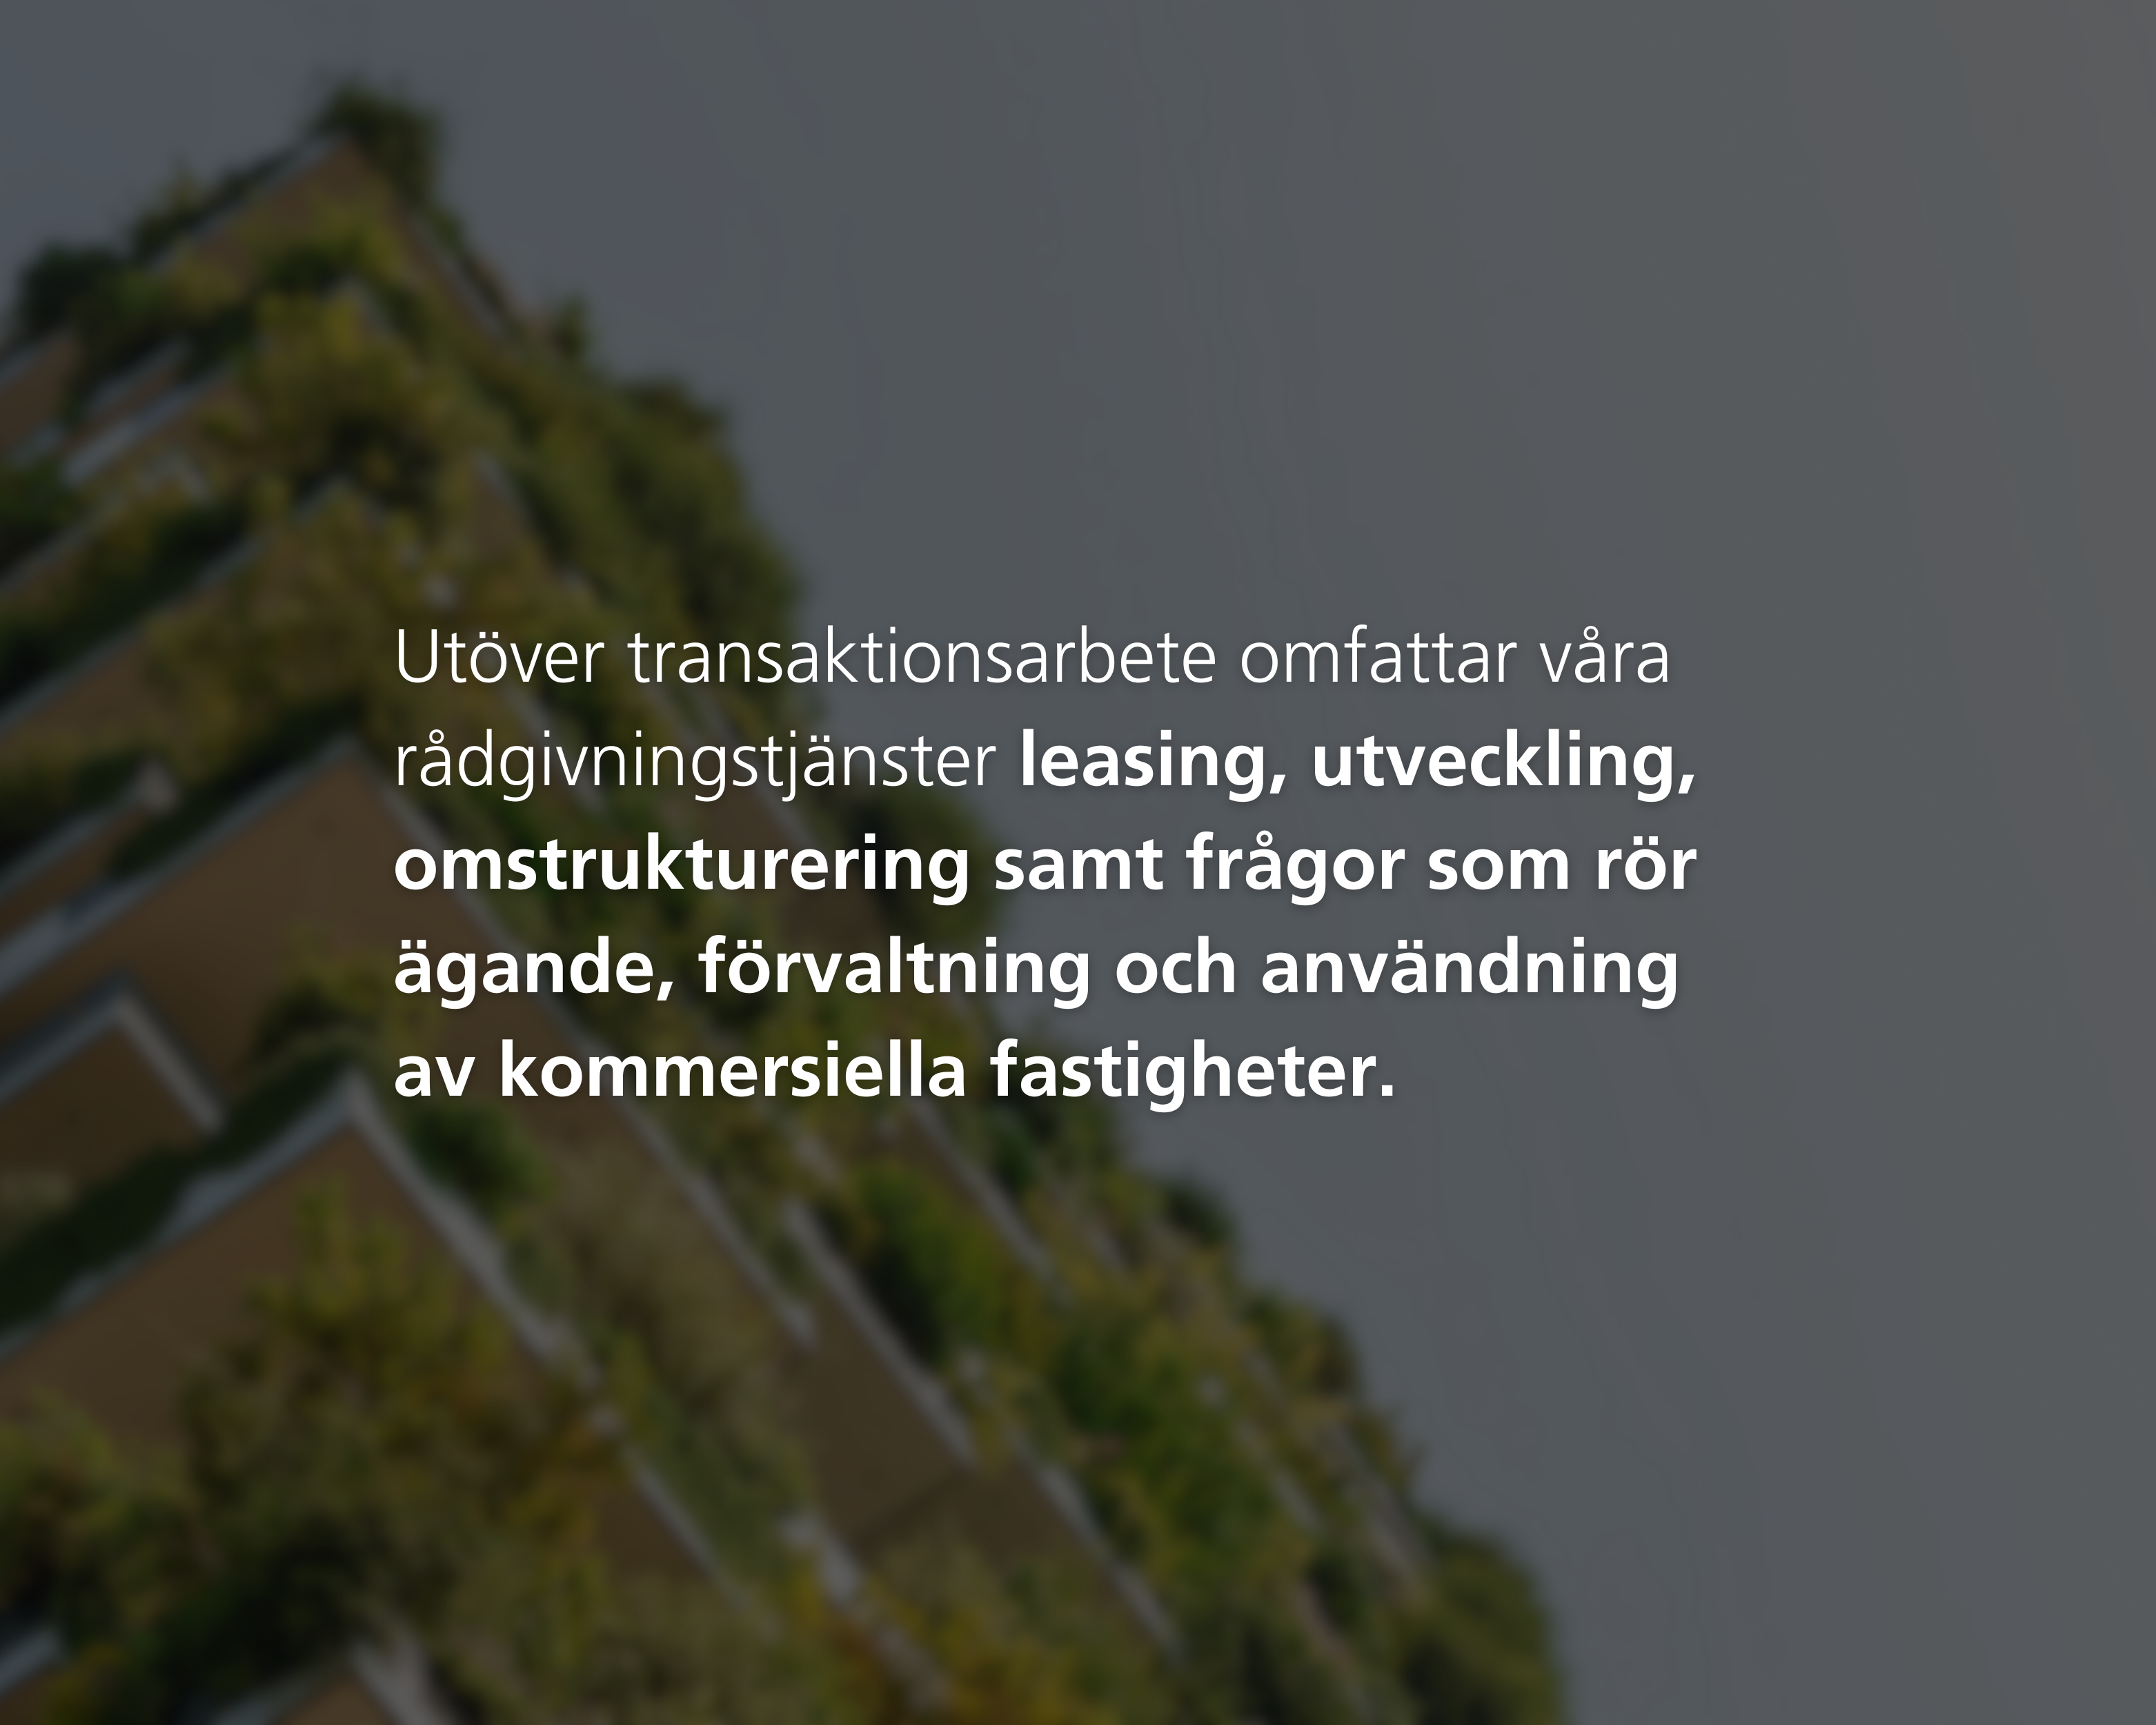 Utöver transaktionsarbete omfattar våra
rådgivningstjänster leasing, utveckling,
omstrukturering samt frågor som rör
ägande, förvaltning och användning
av kommersiella fastigheter.